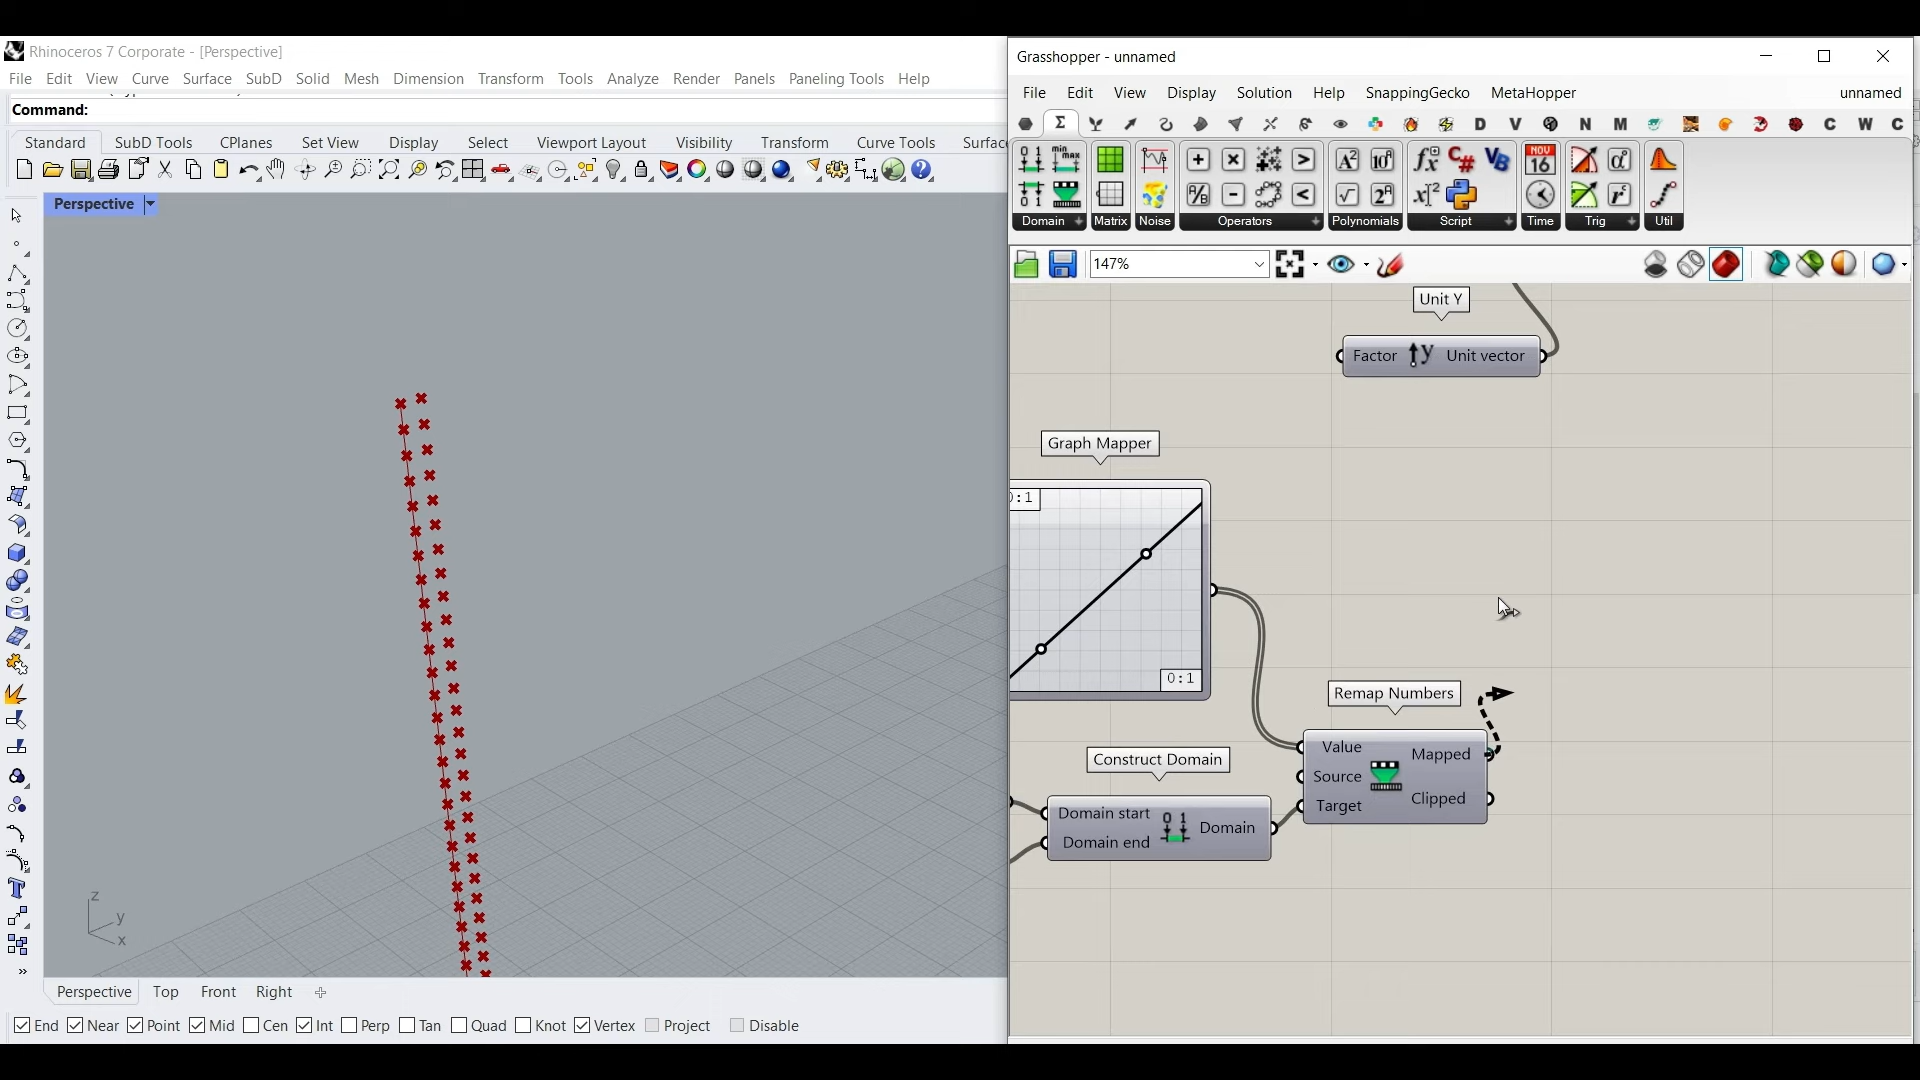 Rhinoceros 7 Corporate - [Perspective]
File Edit View Curve Surface SubD Solid Mesh Dimension Transform Tools Analyze Render Panels Paneling Tools Help
Command:
Standard SubD Tools CPlanes Set View Display Select Viewport Layout Visibility Transform Curve Tools Surfac
Perspective
z
y
x
Perspective Top Front Right
End Near Point Mid Cen Int Perp Tan Quad Knot Vertex Project Disable
Grasshopper - unnamed
File Edit View Display Solution Help SnappingGecko MetaHopper unnamed
D V N M C W C
Domain Matrix Noise Operators Polynomials Script Time Trig Util
147%
Unit Y
Factor y Unit vector
Graph Mapper
0:1
0:1
Remap Numbers
Value Mapped
Source
Target Clipped
Construct Domain
Domain start
Domain end
0 1
Domain